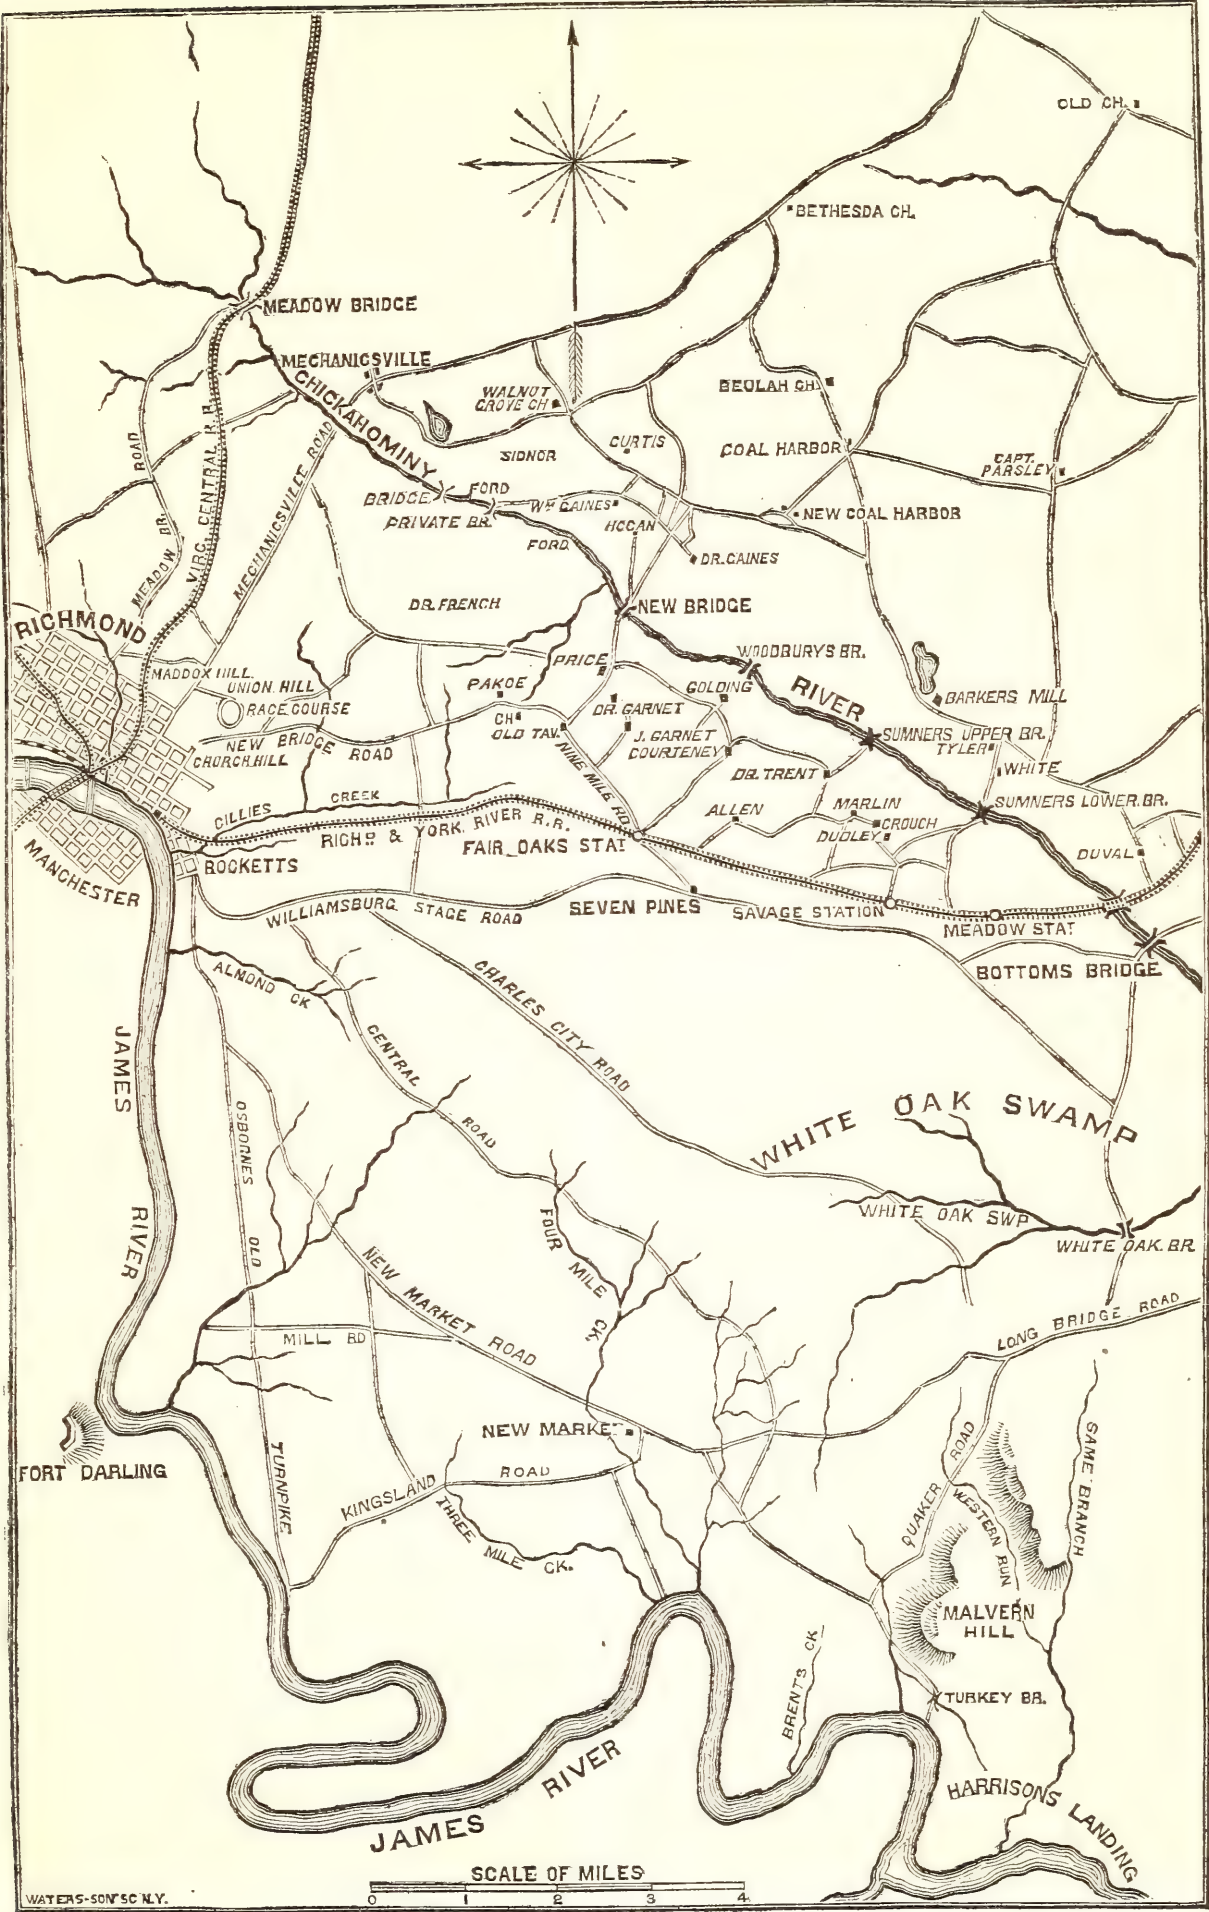 OLD CH.
BETHESDA CH.
MEADOW BRIDGE
MECHANICSVILLE
CHICKAHOMINY
WALNUT
GROVE CH
BEULAH CH.
CURTIS
COAL HARBOR
SIDNOR
CAPT.
PARSLEY
ROAD
VIRG. CENTRAL R.R.
MECHANICSVILLE ROAD
BRIDGE
FORD
PRIVATE BR.
WM GAINES
HOGAN
NEW COAL HARBOR
FORD
DR. GAINES
MEADOW BR.
DR. FRENCH
NEW BRIDGE
RICHMOND
WOODBURYS BR.
PRICE
MADDOX HILL
UNION HILL
RACE COURSE
PAKOE
GOLDING
RIVER
BARKERS MILL
DR. GARNET
CH
OLD TAV.
J. GARNET
COURTENEY
SUMNERS UPPER BR.
TYLER
NEW BRIDGE ROAD
CHURCH HILL
NINE MILE RD
DR. TRENT
WHITE
GILLIES CREEK
ALLEN
MARLIN
CROUCH
DUDLEY
SUMNERS LOWER BR.
RICHD & YORK RIVER R.R.
FAIR OAKS STAT
DUVAL
MANCHESTER
ROCKETTS
WILLIAMSBURG STAGE ROAD
SEVEN PINES
SAVAGE STATION
MEADOW STAT
BOTTOMS BRIDGE
ALMOND CK
CHARLES CITY ROAD
CENTRAL ROAD
JAMES
RIVER
OSBORNES
OLD
TURNPIKE
WHITE OAK SWAMP
WHITE OAK SWP
WHITE OAK BR
FOUR MILE CK.
NEW MARKET ROAD
MILL RD
LONG BRIDGE ROAD
NEW MARKET
FORT DARLING
KINGSLAND ROAD
THREE MILE CK.
QUAKER ROAD
WESTERN RUN
GAME BRANCH
MALVERN
HILL
BRENTS CK
TURKEY BR.
HARRISONS LANDING
JAMES RIVER
SCALE OF MILES
0 1 2 3 4
WATERS-SON SC N.Y.